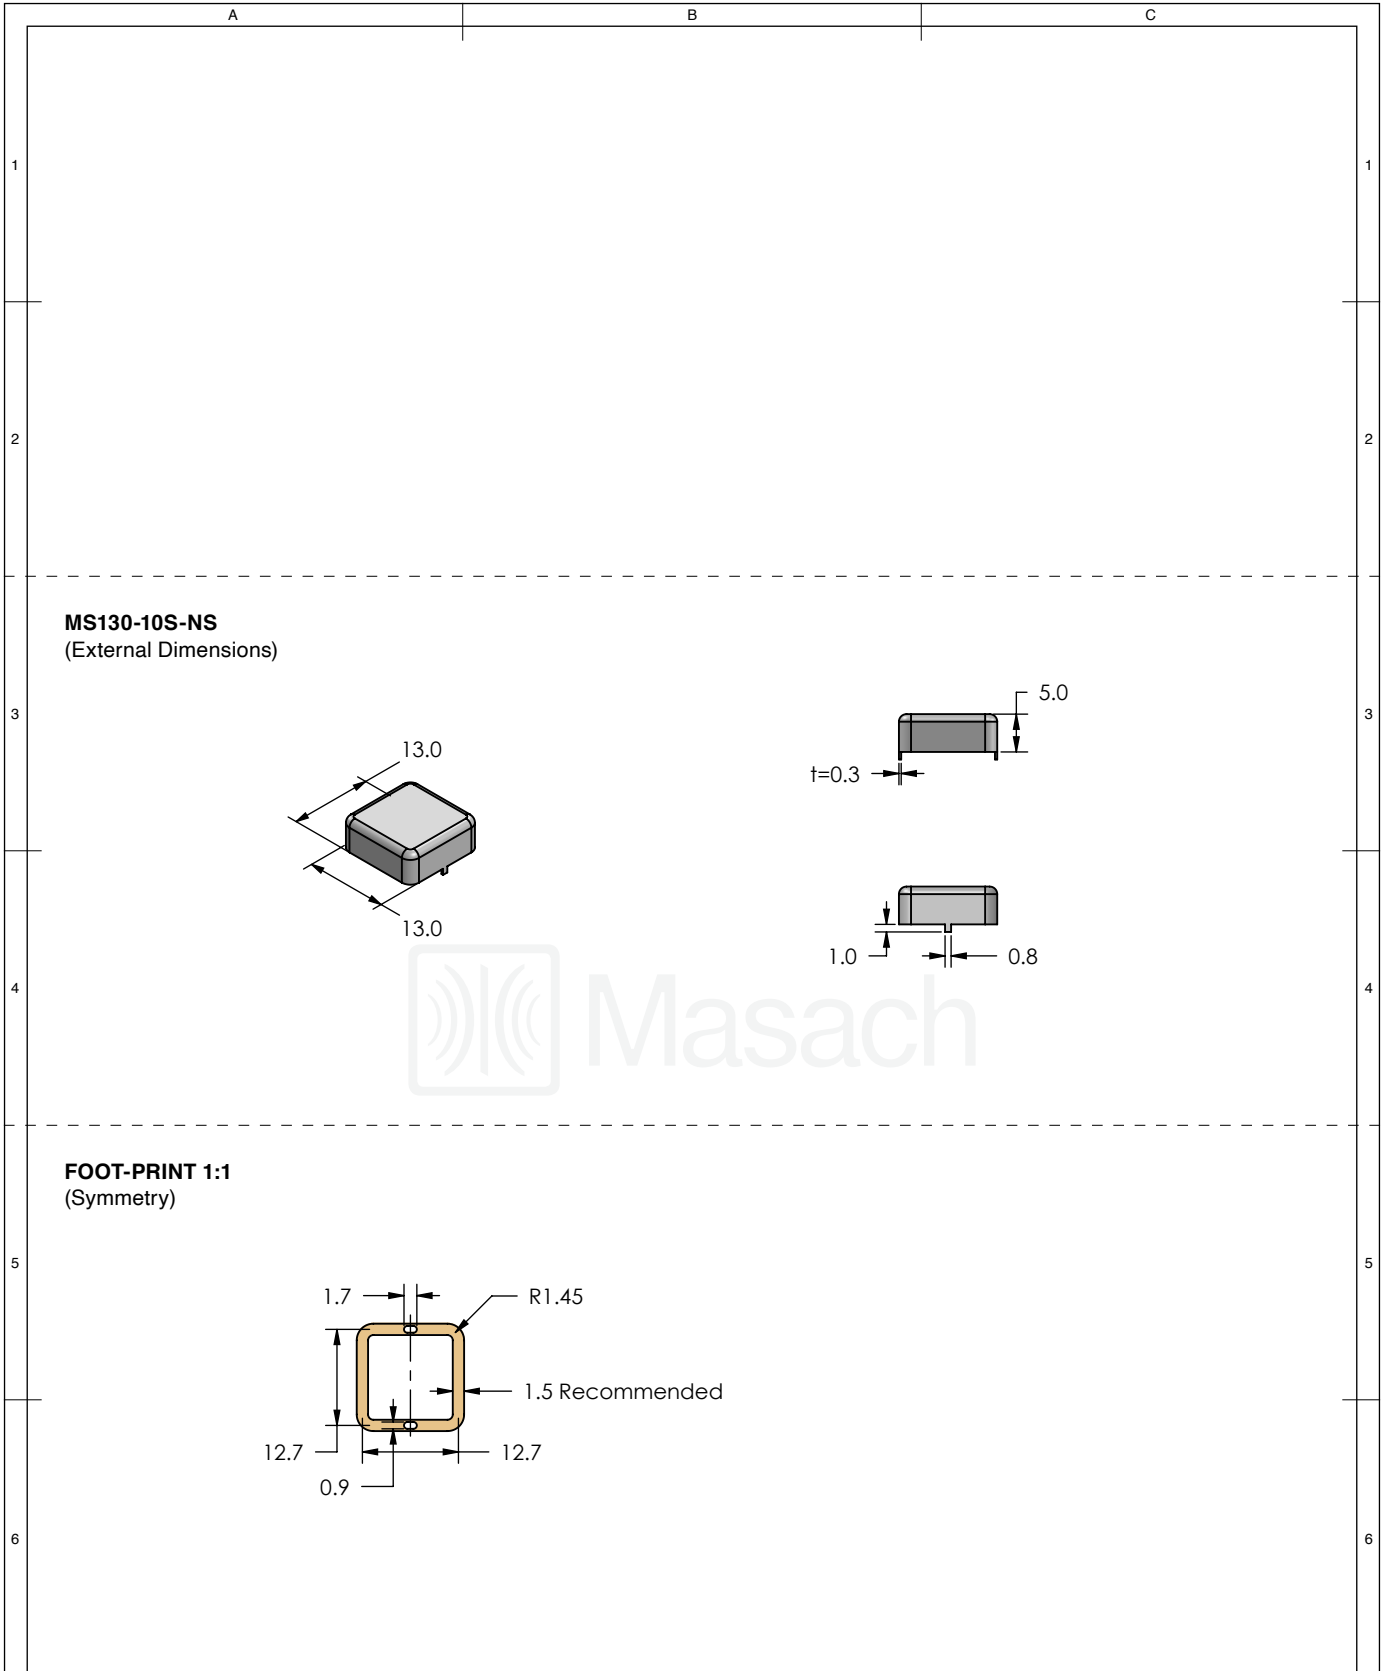 A
B
C
1
1
2
2
MS130-10S-NS
(External Dimensions)
5.0
3
3
13.0
t=0.3
13.0
1.0
0.8
4
Masach
4
FOOT-PRINT 1:1
(Symmetry)
5
5
1.7
R1.45
1.5 Recommended
12.7
12.7
0.9
6
6